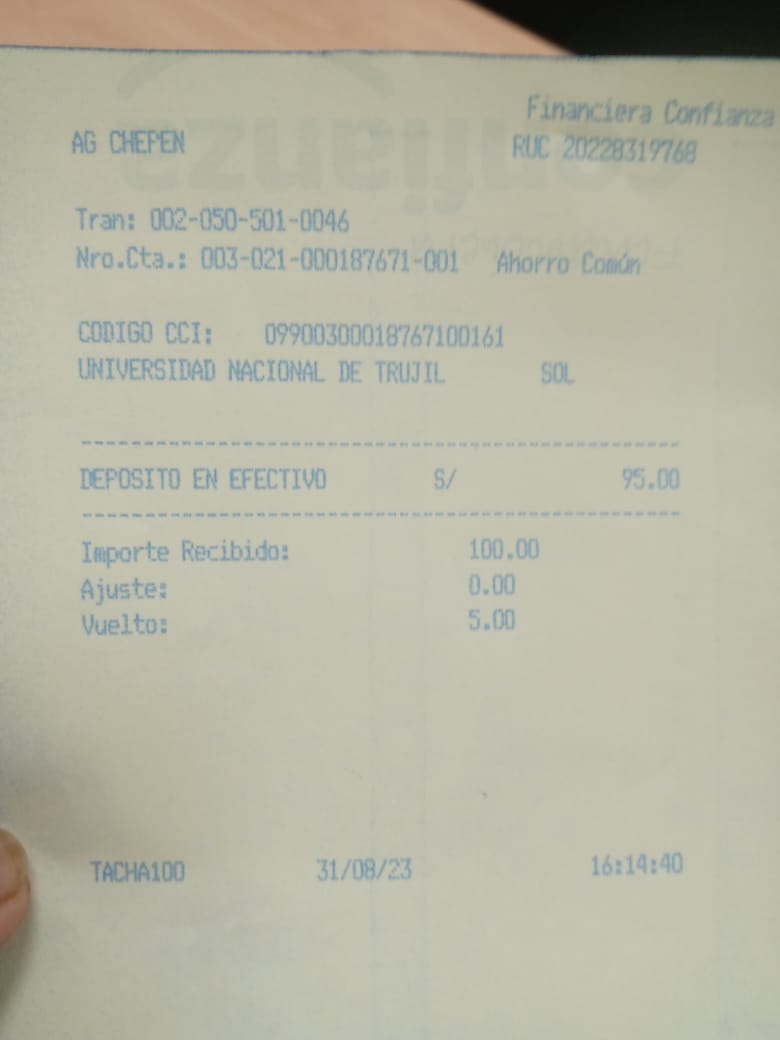 Financiera Confianza
AG CHEPEN RUC 20228319768
Tran: 002-050-501-0046
Nro.Cta.: 003-021-000187671-001 Ahorro Común
CODIGO CCI: 09900300018767100161
UNIVERSIDAD NACIONAL DE TRUJIL SOL
DEPOSITO EN EFECTIVO S/ 95.00
Importe Recibido: 100.00
Ajuste: 0.00
Vuelto: 5.00
TACHA100 31/08/23 16:14:40